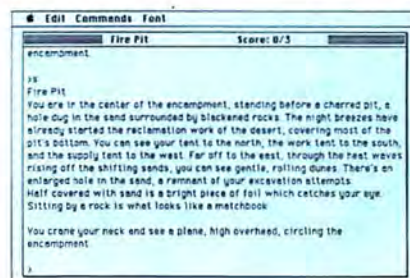 Edit Commands Font
Fire Pit Score: 0/3
encampment.
>s
Fire Pit
You are in the center of the encampment, standing before a charred pit, a
hole dug in the sand surrounded by blackened rocks. The night breezes have
already started the reclamation work of the desert, covering most of the
pit's bottom. You can see your tent to the north, the work tent to the south,
and the supply tent to the west. Far off to the east, through the heat waves
rising off the shifting sands, you can see gentle, rolling dunes. There's an
enlarged hole in the sand, a remnant of your excavation attempts.
Half covered with sand is a bright piece of foil which catches your eye.
Sitting by a rock is what looks like a matchbook
You crane your neck and see a plane, high overhead, circling the
encampment
>